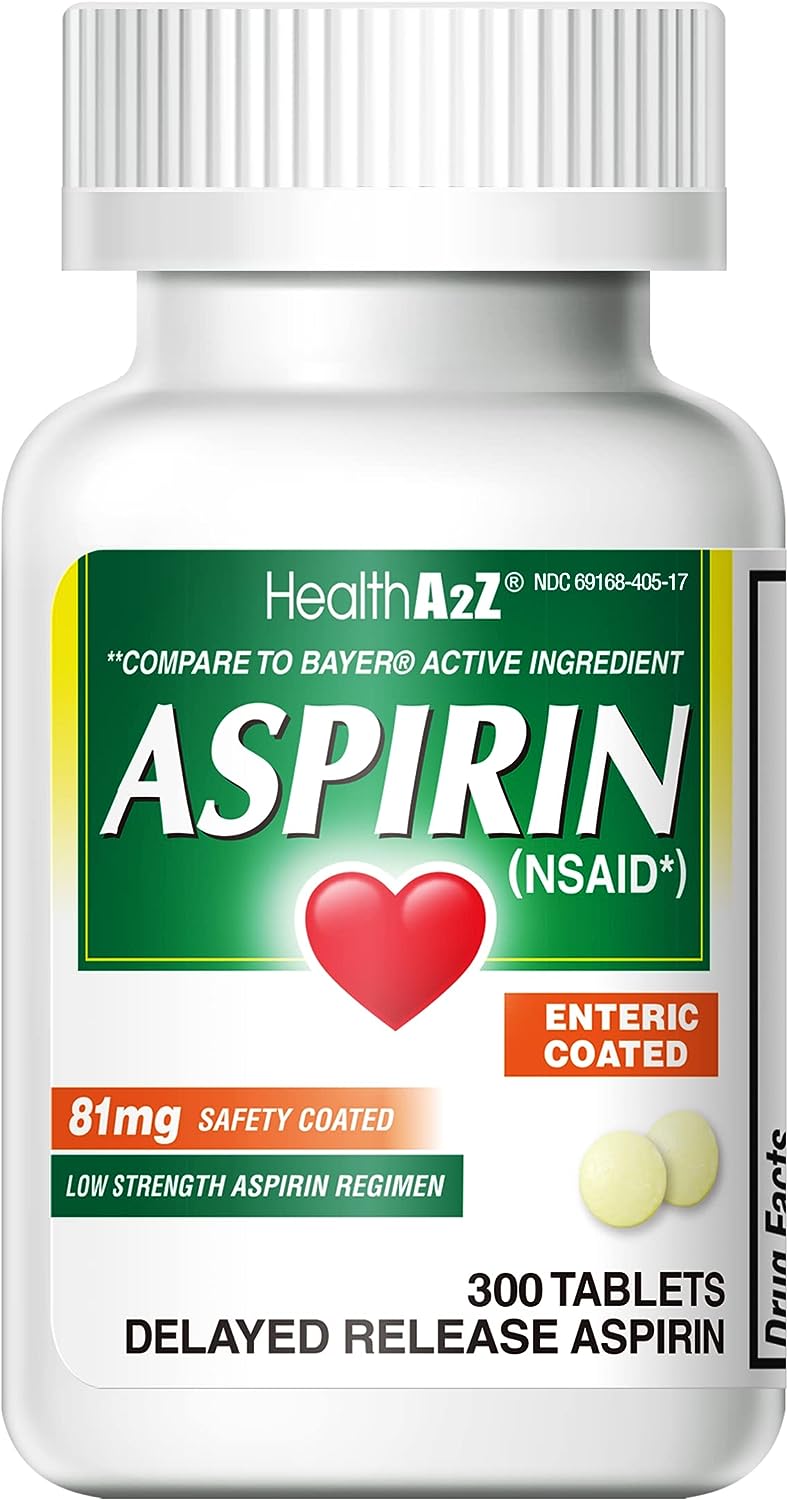 HealthA2Z® NDC 69168-405-17
**COMPARE TO BAYER® ACTIVE INGREDIENT
ASPIRIN
(NSAID*)
ENTERIC
COATED
81mg SAFETY COATED
LOW STRENGTH ASPIRIN REGIMEN
300 TABLETS
DELAYED RELEASE ASPIRIN
Drug Facts